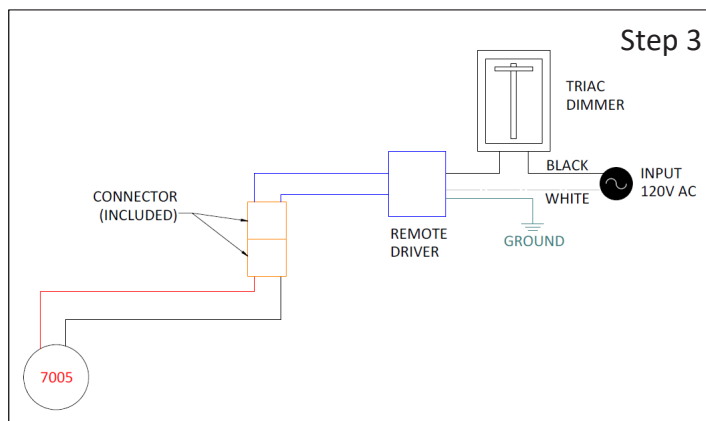 Step 3
TRIAC
DIMMER
BLACK
INPUT
120V AC
WHITE
CONNECTOR
(INCLUDED)
REMOTE
DRIVER
GROUND
7005